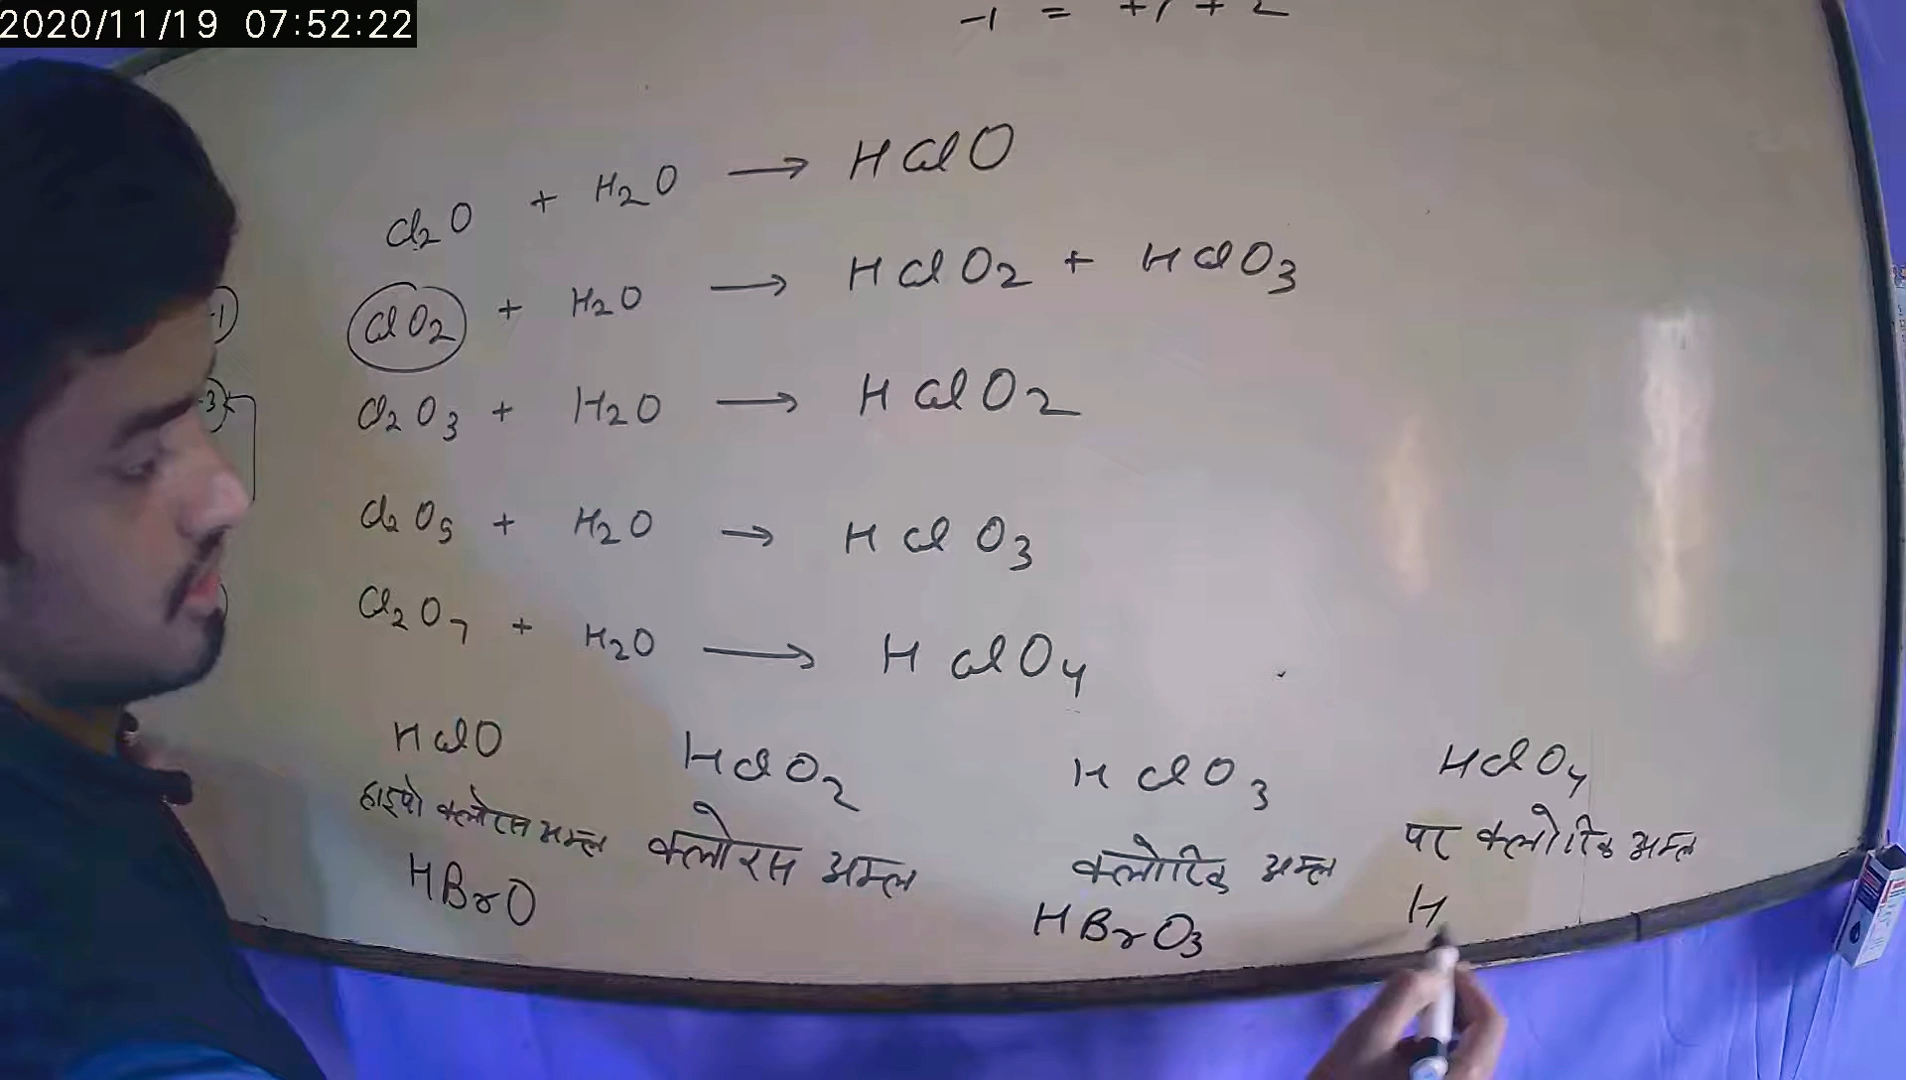 2020/11/19 07:52:22
-1 = +1 + 2
Cl2O + H2O → HClO
ClO2 + H2O → HClO2 + HClO3
Cl2O3 + H2O → HClO2
Cl2O5 + H2O → HClO3
Cl2O7 + H2O → HClO4
HClO HClO2 HClO3 HClO4
हाइपो क्लोरस अम्ल क्लोरस अम्ल क्लोरिक अम्ल पर क्लोरिक अम्ल
HBrO HBrO3 H